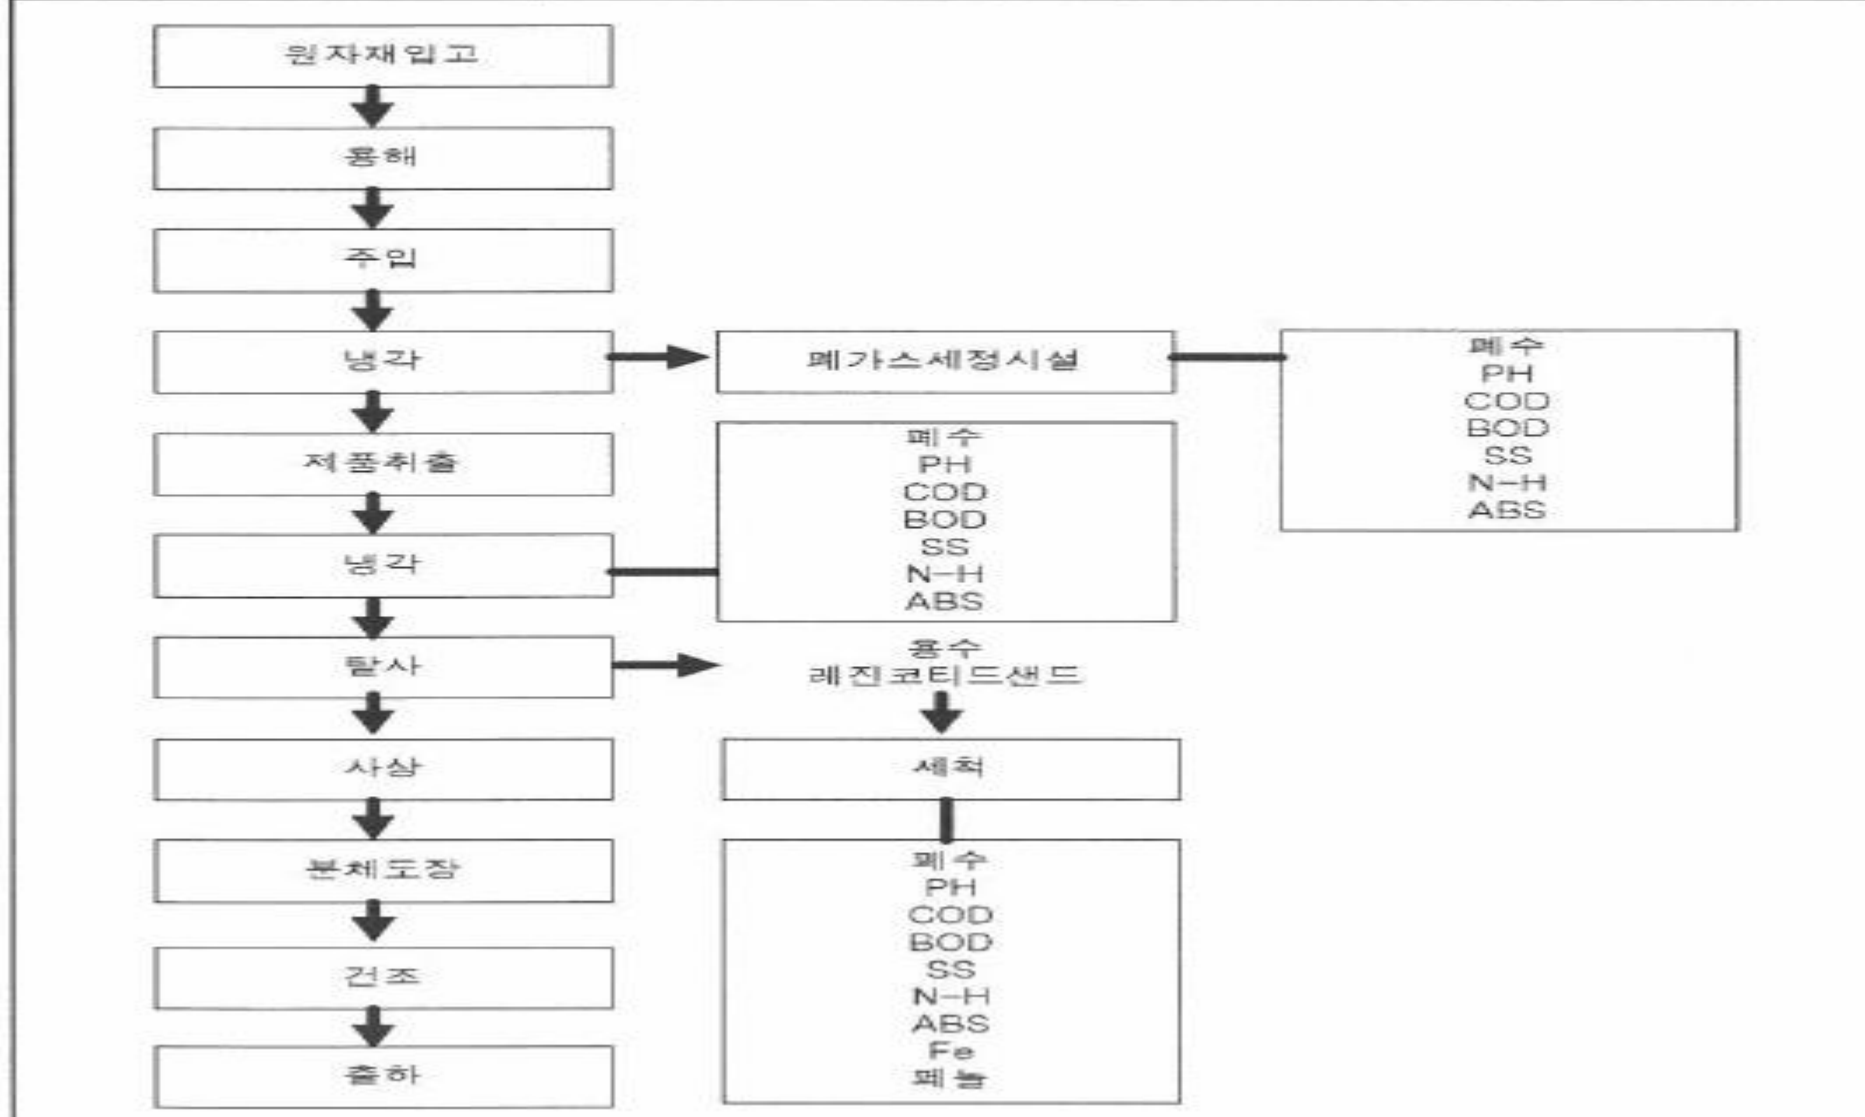 원자재입고
용해
주입
냉각
폐가스세정시설
폐수
PH
COD
BOD
SS
N-H
ABS
제품취출
냉각
폐수
PH
COD
BOD
SS
N-H
ABS
탈사
용수
레진코티드샌드
사상
세척
분체도장
건조
출하
폐수
PH
COD
BOD
SS
N-H
ABS
Fe
페놀